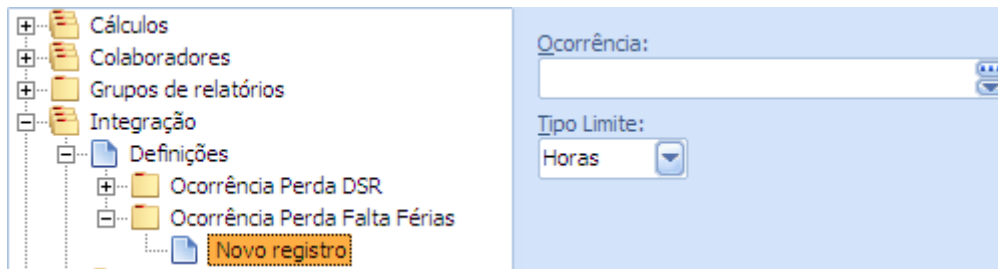 Cálculos
Colaboradores
Grupos de relatórios
Integração
Definições
Ocorrência Perda DSR
Ocorrência Perda Falta Férias
Novo registro
Ocorrência:
Tipo Limite:
Horas